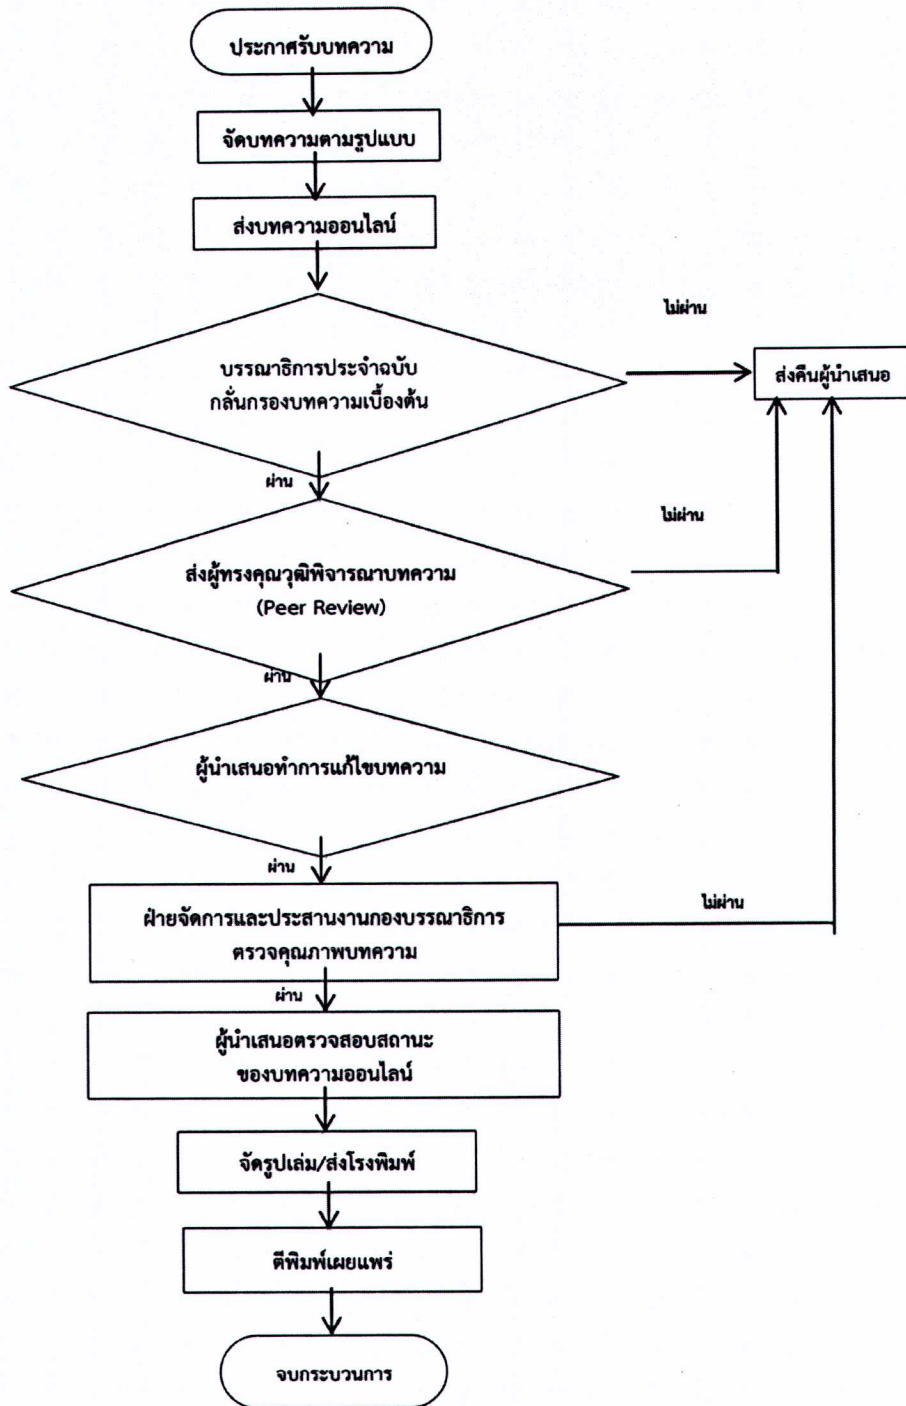 ประกาศรับบทความ
จัดบทความตามรูปแบบ
ส่งบทความออนไลน์
ไม่ผ่าน
บรรณาธิการประจำฉบับ
กลั่นกรองบทความเบื้องต้น
ส่งคืนผู้นำเสนอ
ผ่าน
ไม่ผ่าน
ส่งผู้ทรงคุณวุฒิพิจารณาบทความ
(Peer Review)
ผ่าน
ผู้นำเสนอทำการแก้ไขบทความ
ผ่าน
ฝ่ายจัดการและประสานงานกองบรรณาธิการ
ตรวจคุณภาพบทความ
ไม่ผ่าน
ผ่าน
ผู้นำเสนอตรวจสอบสถานะ
ของบทความออนไลน์
จัดรูปเล่ม/ส่งโรงพิมพ์
ตีพิมพ์เผยแพร่
จบกระบวนการ